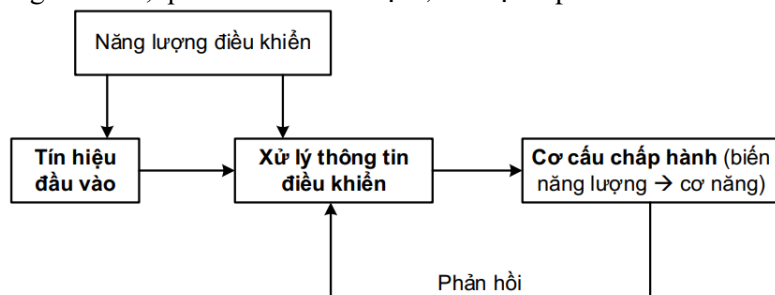 Năng lượng điều khiển
Tín hiệu
đầu vào
Xử lý thông tin
điều khiển
Cơ cấu chấp hành (biến
năng lượng → cơ năng)
Phản hồi